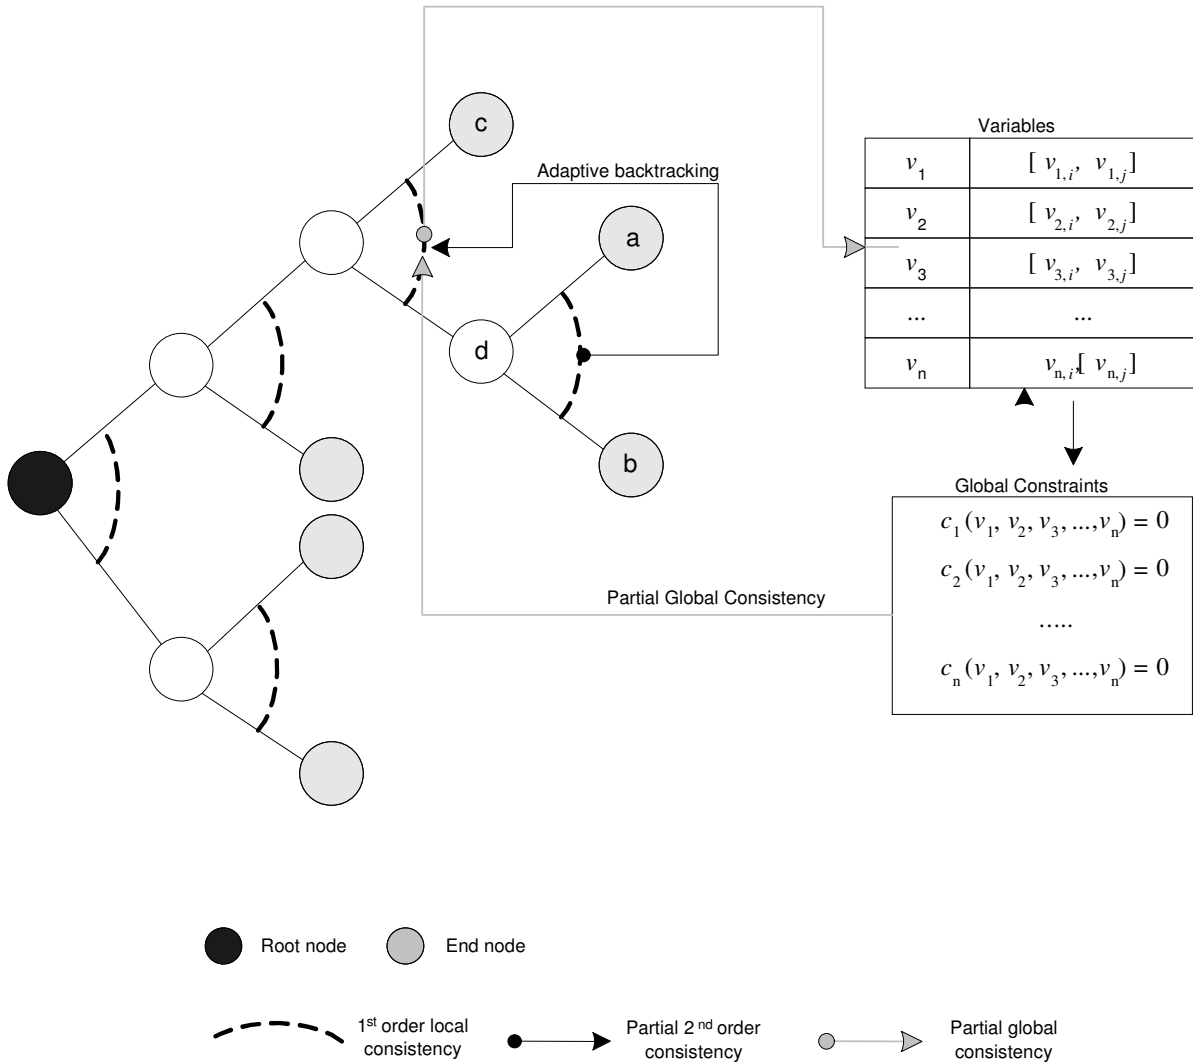 c
Variables
v1 [ v1,i, v1,j]
Adaptive backtracking
v2 [ v2,i, v2,j]
a
v3 [ v3,i, v3,j]
... ...
d
vn vn,i,[ vn,j]
b
Global Constraints
c1(v1, v2, v3, ...,vn) = 0
c2(v1, v2, v3, ...,vn) = 0
Partial Global Consistency
.....
cn(v1, v2, v3, ...,vn) = 0
Root node
End node
1st order local
consistency
Partial 2nd order
consistency
Partial global
consistency